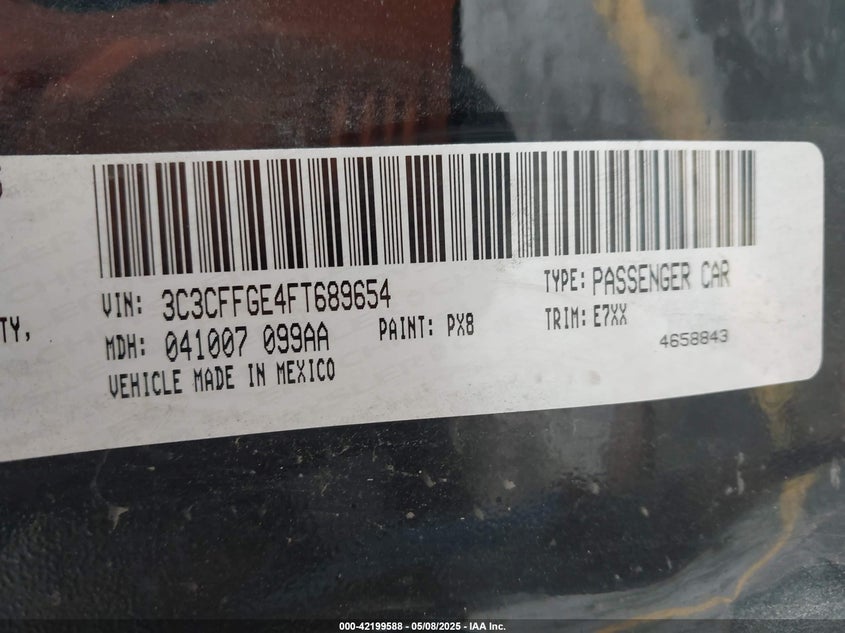 TY,
VIN: 3C3CFFGE4FT689654
TYPE: PASSENGER CAR
MDH: 041007 099AA
PAINT: PX8
TRIM: E7XX
4658843
VEHICLE MADE IN MEXICO
000-42199588 - 05/08/2025 - IAA Inc.